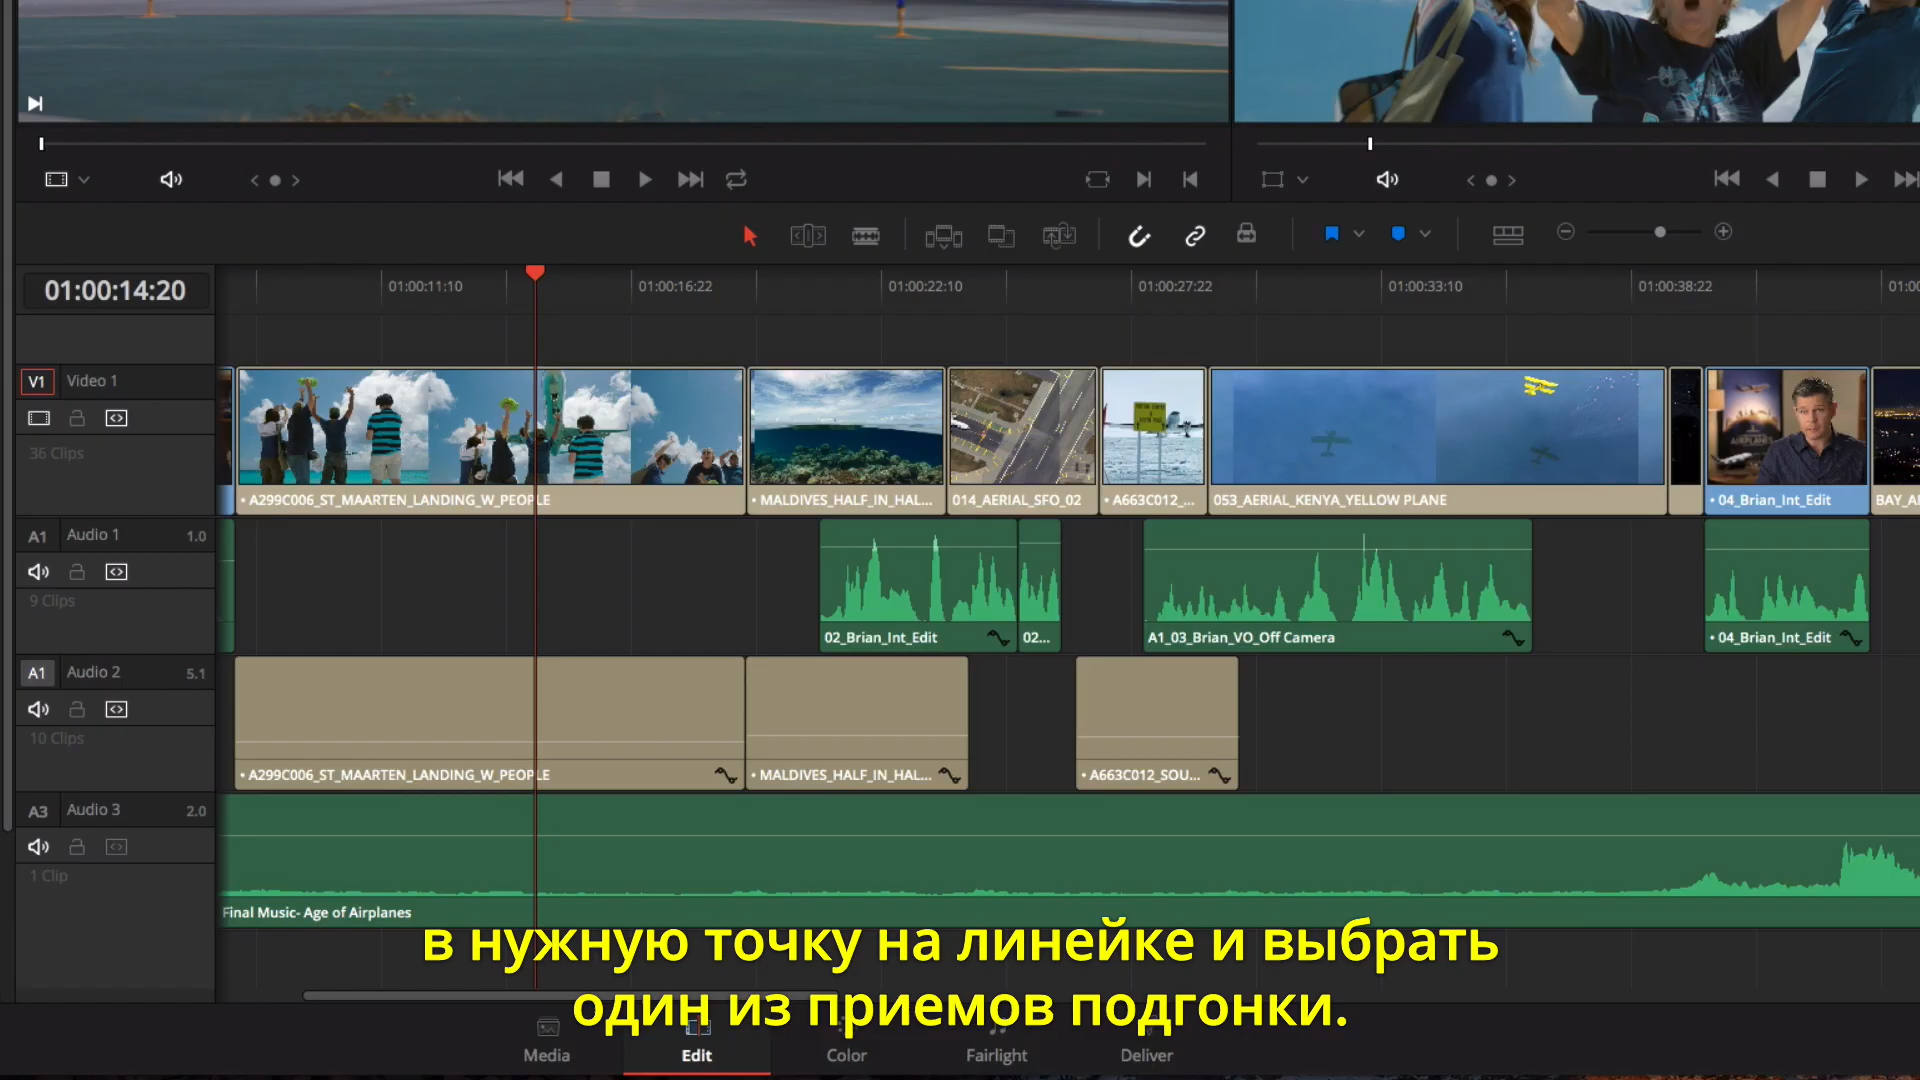 01:00:14:20
01:00:11:10
01:00:16:22
01:00:22:10
01:00:27:22
01:00:33:10
01:00:38:22
V1 Video 1
36 Clips
• A299C006_ST_MAARTEN_LANDING_W_PEOPLE
• MALDIVES_HALF_IN_HAL...
014_AERIAL_SFO_02
• A663C012_...
053_AERIAL_KENYA_YELLOW PLANE
• 04_Brian_Int_Edit
A1 Audio 1 1.0
9 Clips
02_Brian_Int_Edit
02...
A1_03_Brian_VO_Off Camera
• 04_Brian_Int_Edit
A1 Audio 2 5.1
10 Clips
• A299C006_ST_MAARTEN_LANDING_W_PEOPLE
• MALDIVES_HALF_IN_HAL...
• A663C012_SOU...
A3 Audio 3 2.0
1 Clip
Final Music- Age of Airplanes
в нужную точку на линейке и выбрать
один из приемов подгонки.
Media
Edit
Color
Fairlight
Deliver